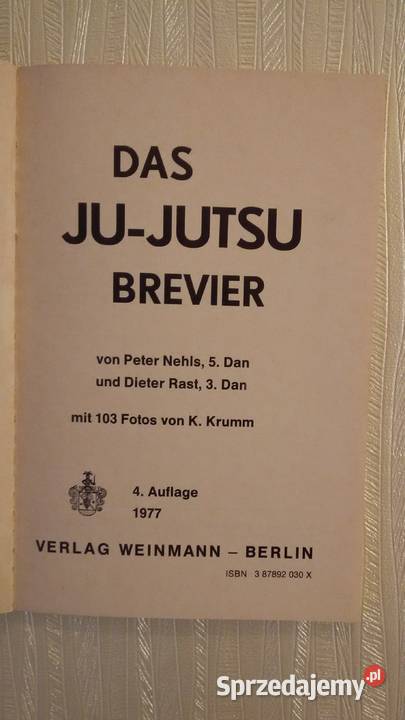 DAS
JU-JUTSU
BREVIER
von Peter Nehls, 5. Dan
und Dieter Rast, 3. Dan
mit 103 Fotos von K. Krumm
4. Auflage
1977
VERLAG WEINMANN – BERLIN
ISBN 3 87892 030 X
Sprzedajemy.pl